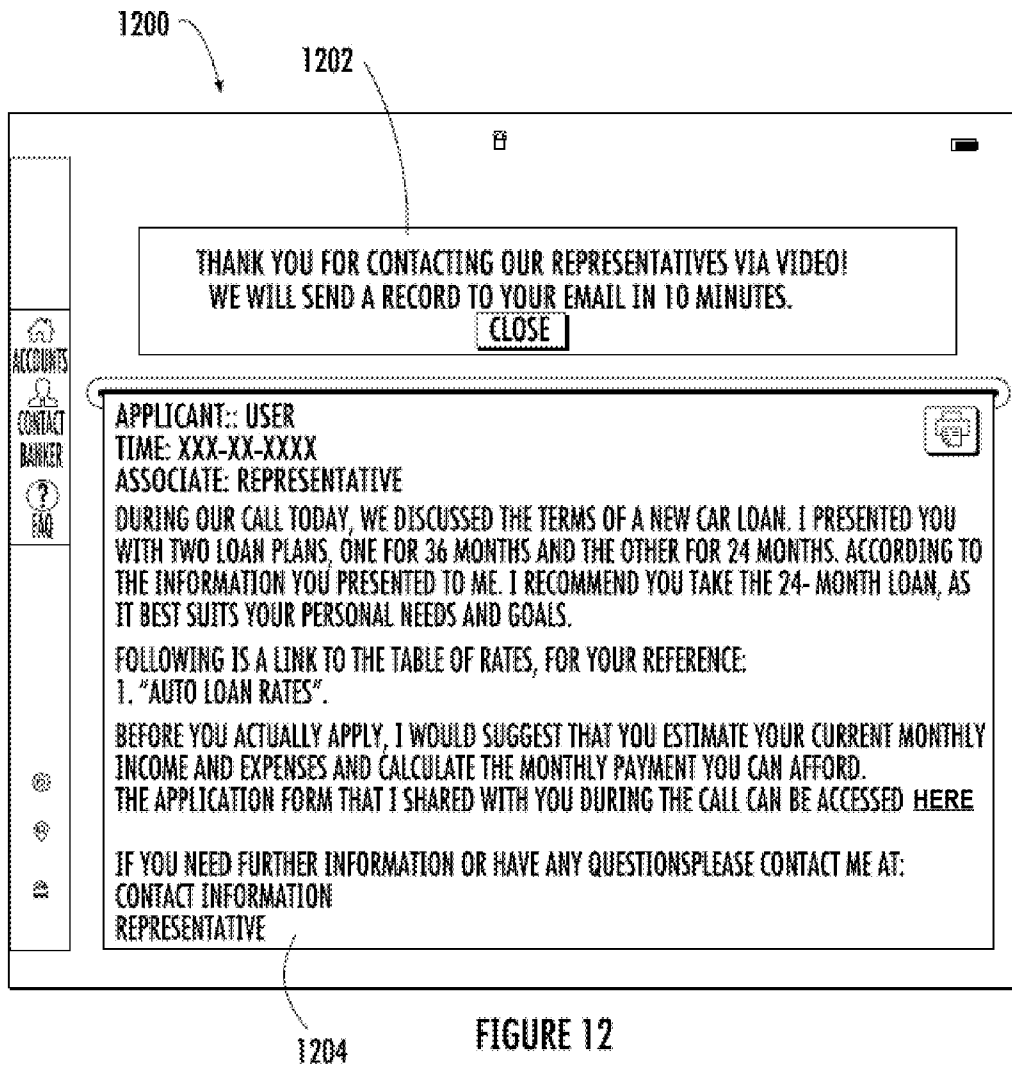 1200
1202
THANK YOU FOR CONTACTING OUR REPRESENTATIVES VIA VIDEO!
WE WILL SEND A RECORD TO YOUR EMAIL IN 10 MINUTES.
CLOSE
ACCOUNTS
CONTACT
BANKER
?
FAQ
APPLICANT:: USER
TIME: XXX-XX-XXXX
ASSOCIATE: REPRESENTATIVE
DURING OUR CALL TODAY, WE DISCUSSED THE TERMS OF A NEW CAR LOAN. I PRESENTED YOU
WITH TWO LOAN PLANS, ONE FOR 36 MONTHS AND THE OTHER FOR 24 MONTHS. ACCORDING TO
THE INFORMATION YOU PRESENTED TO ME. I RECOMMEND YOU TAKE THE 24- MONTH LOAN, AS
IT BEST SUITS YOUR PERSONAL NEEDS AND GOALS.
FOLLOWING IS A LINK TO THE TABLE OF RATES, FOR YOUR REFERENCE:
1. "AUTO LOAN RATES".
BEFORE YOU ACTUALLY APPLY, I WOULD SUGGEST THAT YOU ESTIMATE YOUR CURRENT MONTHLY
INCOME AND EXPENSES AND CALCULATE THE MONTHLY PAYMENT YOU CAN AFFORD.
THE APPLICATION FORM THAT I SHARED WITH YOU DURING THE CALL CAN BE ACCESSED HERE
IF YOU NEED FURTHER INFORMATION OR HAVE ANY QUESTIONSPLEASE CONTACT ME AT:
CONTACT INFORMATION
REPRESENTATIVE
1204
FIGURE 12